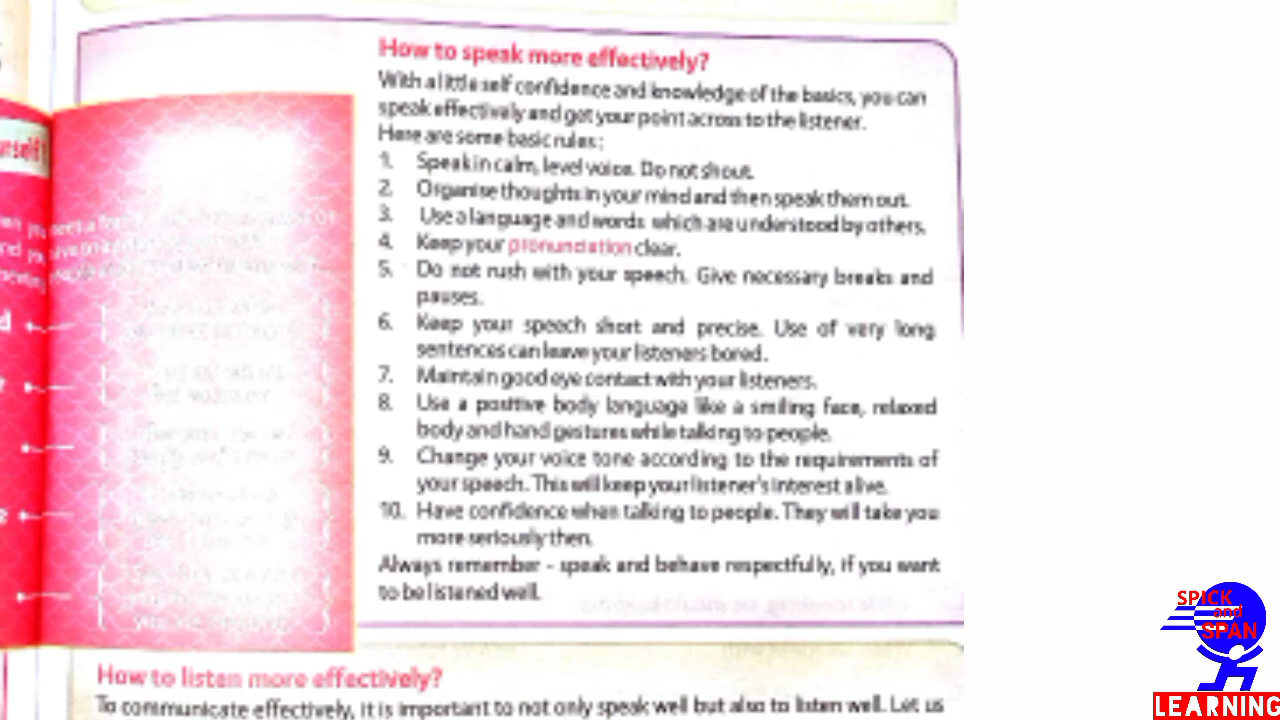 How to speak more effectively?
With a little self confidence and knowledge of the basics, you can
speak effectively and get your point across to the listener.
Here are some basic rules :
1. Speak in calm, level voice. Do not shout.
2. Organise thoughts in your mind and then speak them out.
3. Use a language and words which are understood by others.
4. Keep your pronunciation clear.
5. Do not rush with your speech. Give necessary breaks and
pauses.
6. Keep your speech short and precise. Use of very long
sentences can leave your listeners bored.
7. Maintain good eye contact with your listeners.
8. Use a positive body language like a smiling face, relaxed
body and hand gestures while talking to people.
9. Change your voice tone according to the requirements of
your speech. This will keep your listener's interest alive.
10. Have confidence when talking to people. They will take you
more seriously then.
Always remember - speak and behave respectfully, if you want
to be listened well.
How to listen more effectively?
To communicate effectively, it is important to not only speak well but also to listen well. Let us
SPICK
and
SPAN
LEARNING